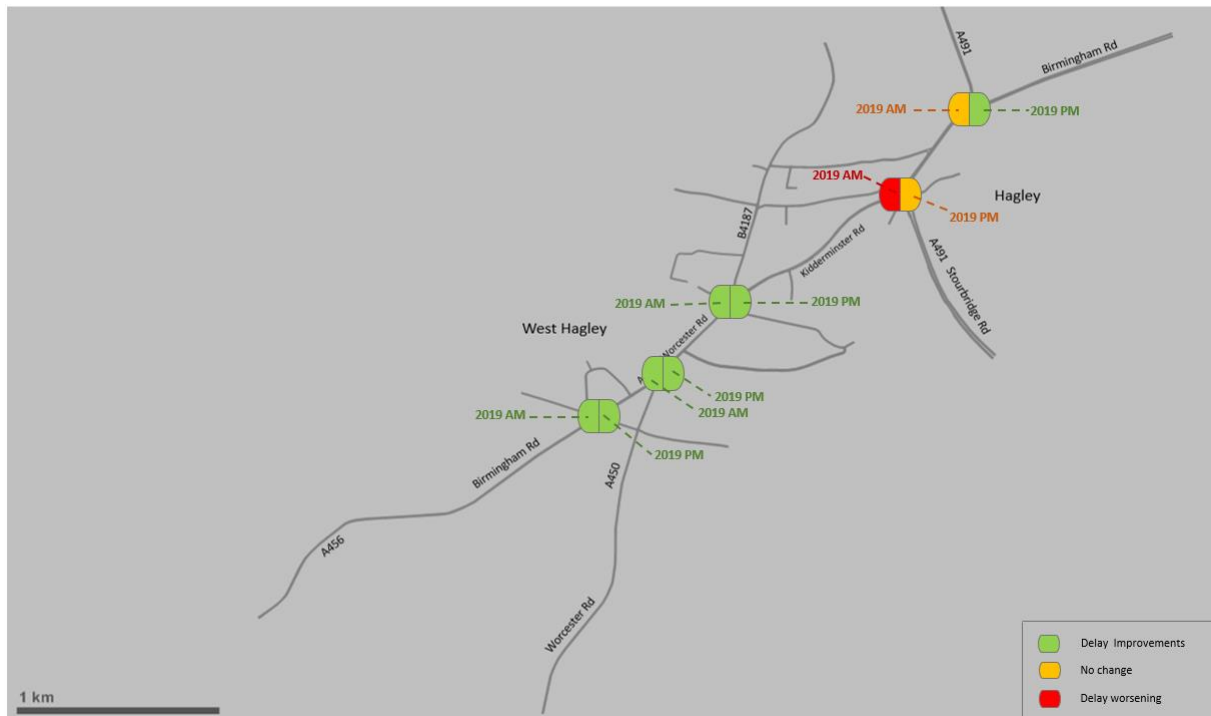 A491
Birmingham Rd
2019 AM
2019 PM
2019 AM
Hagley
2019 PM
B4187
Kidderminster Rd
A491 Stourbridge Rd
2019 AM
2019 PM
West Hagley
Worcester Rd
2019 PM
2019 AM
2019 AM
2019 PM
Birmingham Rd
A450
A456
Worcester Rd
Delay Improvements
No change
Delay worsening
1 km